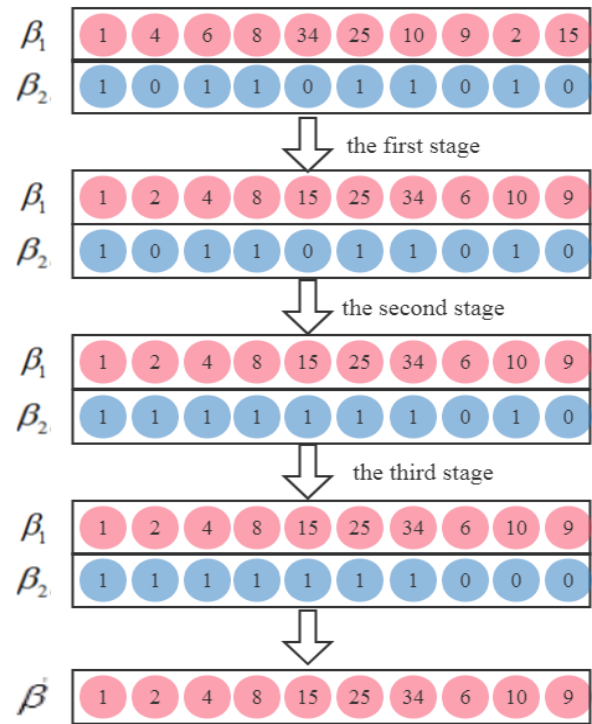 β₁ 1 4 6 8 34 25 10 9 2 15
β₂. 1 0 1 1 0 1 1 0 1 0
the first stage
β₁ 1 2 4 8 15 25 34 6 10 9
β₂. 1 0 1 1 0 1 1 0 1 0
the second stage
β₁ 1 2 4 8 15 25 34 6 10 9
β₂. 1 1 1 1 1 1 1 0 1 0
the third stage
β₁ 1 2 4 8 15 25 34 6 10 9
β₂. 1 1 1 1 1 1 1 0 0 0
β 1 2 4 8 15 25 34 6 10 9